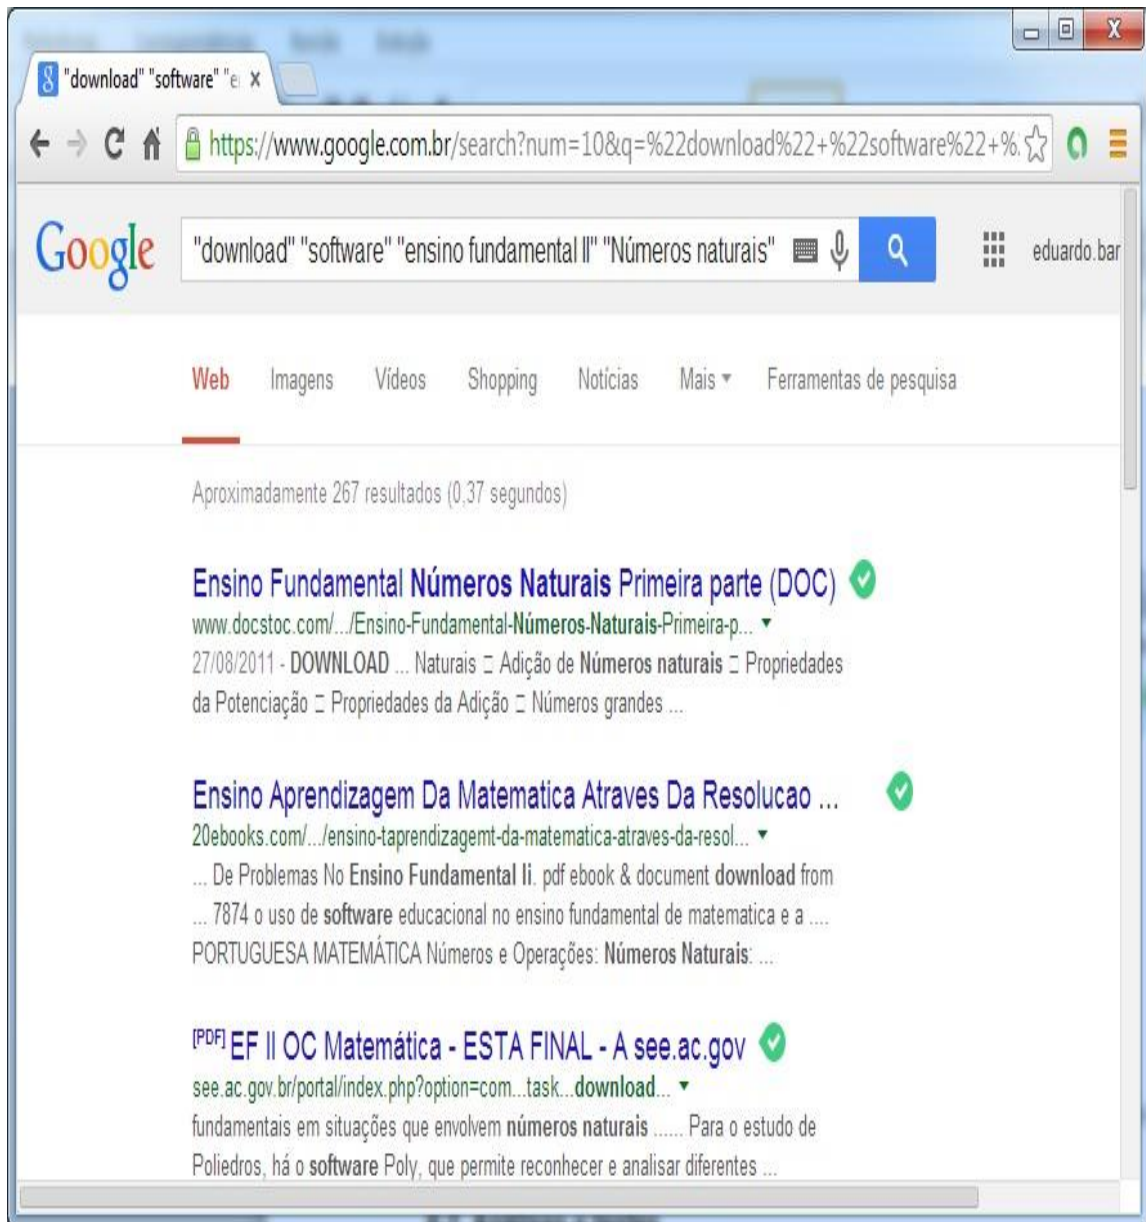 "download" "software" "e
https://www.google.com.br/search?num=10&q=%22download%22+%22software%22+%
Google
"download" "software" "ensino fundamental II" "Números naturais"
eduardo.bar
Web Imagens Vídeos Shopping Notícias Mais Ferramentas de pesquisa
Aproximadamente 267 resultados (0,37 segundos)
Ensino Fundamental Números Naturais Primeira parte (DOC)
www.docstoc.com/.../Ensino-Fundamental-Números-Naturais-Primeira-p...
27/08/2011 - DOWNLOAD ... Naturais □ Adição de Números naturais □ Propriedades
da Potenciação □ Propriedades da Adição □ Números grandes ...
Ensino Aprendizagem Da Matematica Atraves Da Resolucao ...
20ebooks.com/.../ensino-taprendizagemt-da-matematica-atraves-da-resol...
... De Problemas No Ensino Fundamental Ii. pdf ebook & document download from
... 7874 o uso de software educacional no ensino fundamental de matematica e a ....
PORTUGUESA MATEMÁTICA Números e Operações: Números Naturais: ...
[PDF] EF II OC Matemática - ESTA FINAL - A see.ac.gov
see.ac.gov.br/portal/index.php?option=com...task...download...
fundamentais em situações que envolvem números naturais ...... Para o estudo de
Poliedros, há o software Poly, que permite reconhecer e analisar diferentes ...